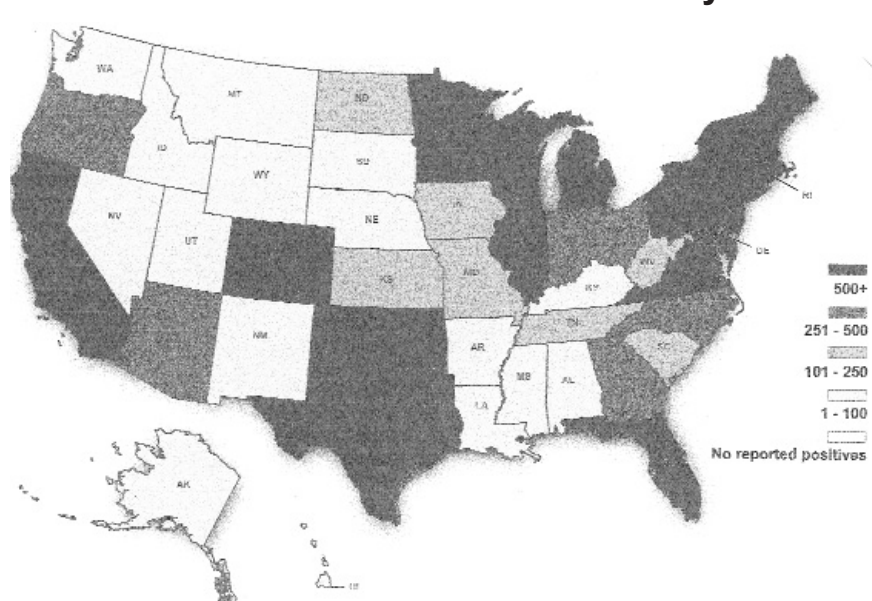 y
WA
MT
ND
ID
SD
WY
IA
NE
NV
UT
KS
MO
WV
KY
TN
NM
AR
SC
MS
AL
LA
AK
RI
DE
500+
251 - 500
101 - 250
1 - 100
No reported positives